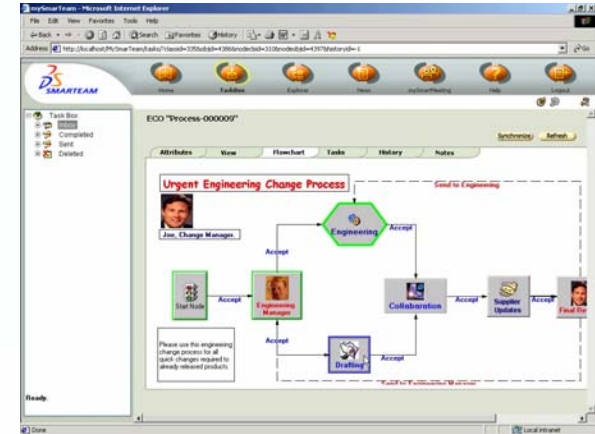 mySmarTeam - Microsoft Internet Explorer
File Edit View Favorites Tools Help
Back Search Favorites History
Address Go
SMARTEAM
Home TaskBox Explorer News mySmartMeeting Help Logout
Task Box
Inbox
Completed
Sent
Deleted
ECO "Process-000009"
Synchronize Refresh
Attributes View Flowchart Tasks History Notes
Urgent Engineering Change Process
Send to Engineering
Joe, Change Manager.
Engineering
Accept
Accept
Start Node
Accept
Engineering Manager
Collaboration
Accept
Supplier Updates
Accept
Final Re
Please use this engineering
change process for all
quick changes required to
already released products.
Accept
Drafting
Accept
Ready.
Done
Local intranet